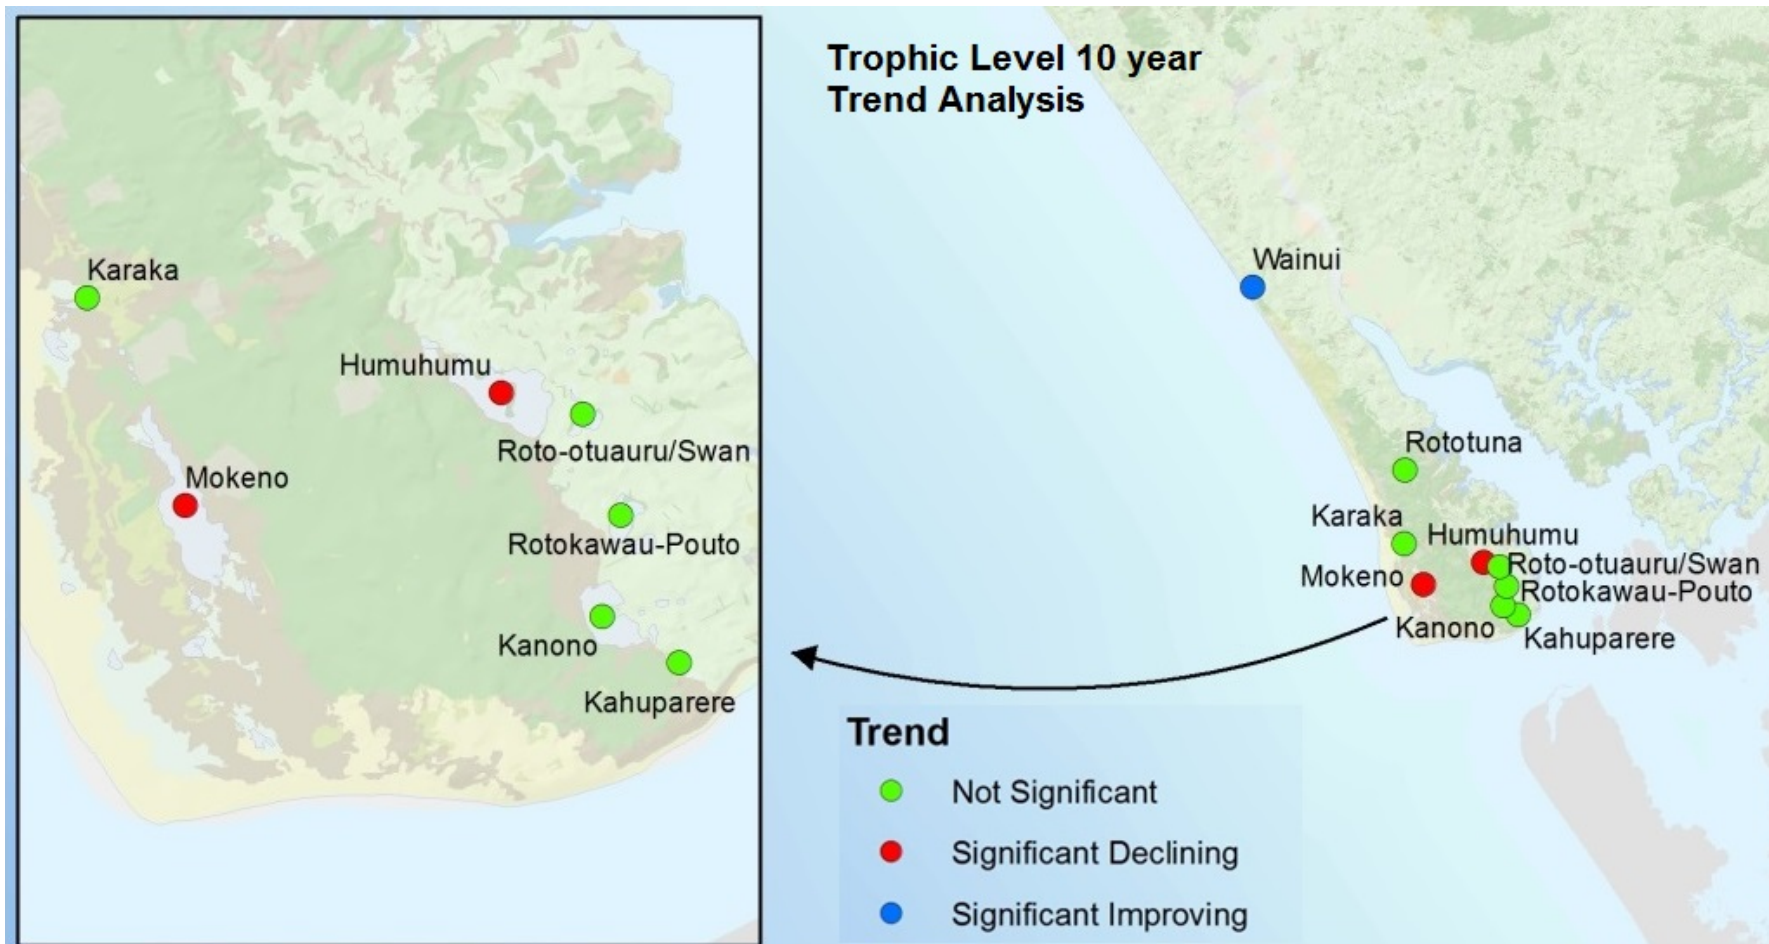 Trophic Level 10 year
Trend Analysis
Karaka
Humuhumu
Roto-otuauru/Swan
Mokeno
Rotokawau-Pouto
Kanono
Kahuparere
Wainui
Rototuna
Karaka
Humuhumu
Roto-otuauru/Swan
Mokeno
Rotokawau-Pouto
Kanono
Kahuparere
Trend
Not Significant
Significant Declining
Significant Improving